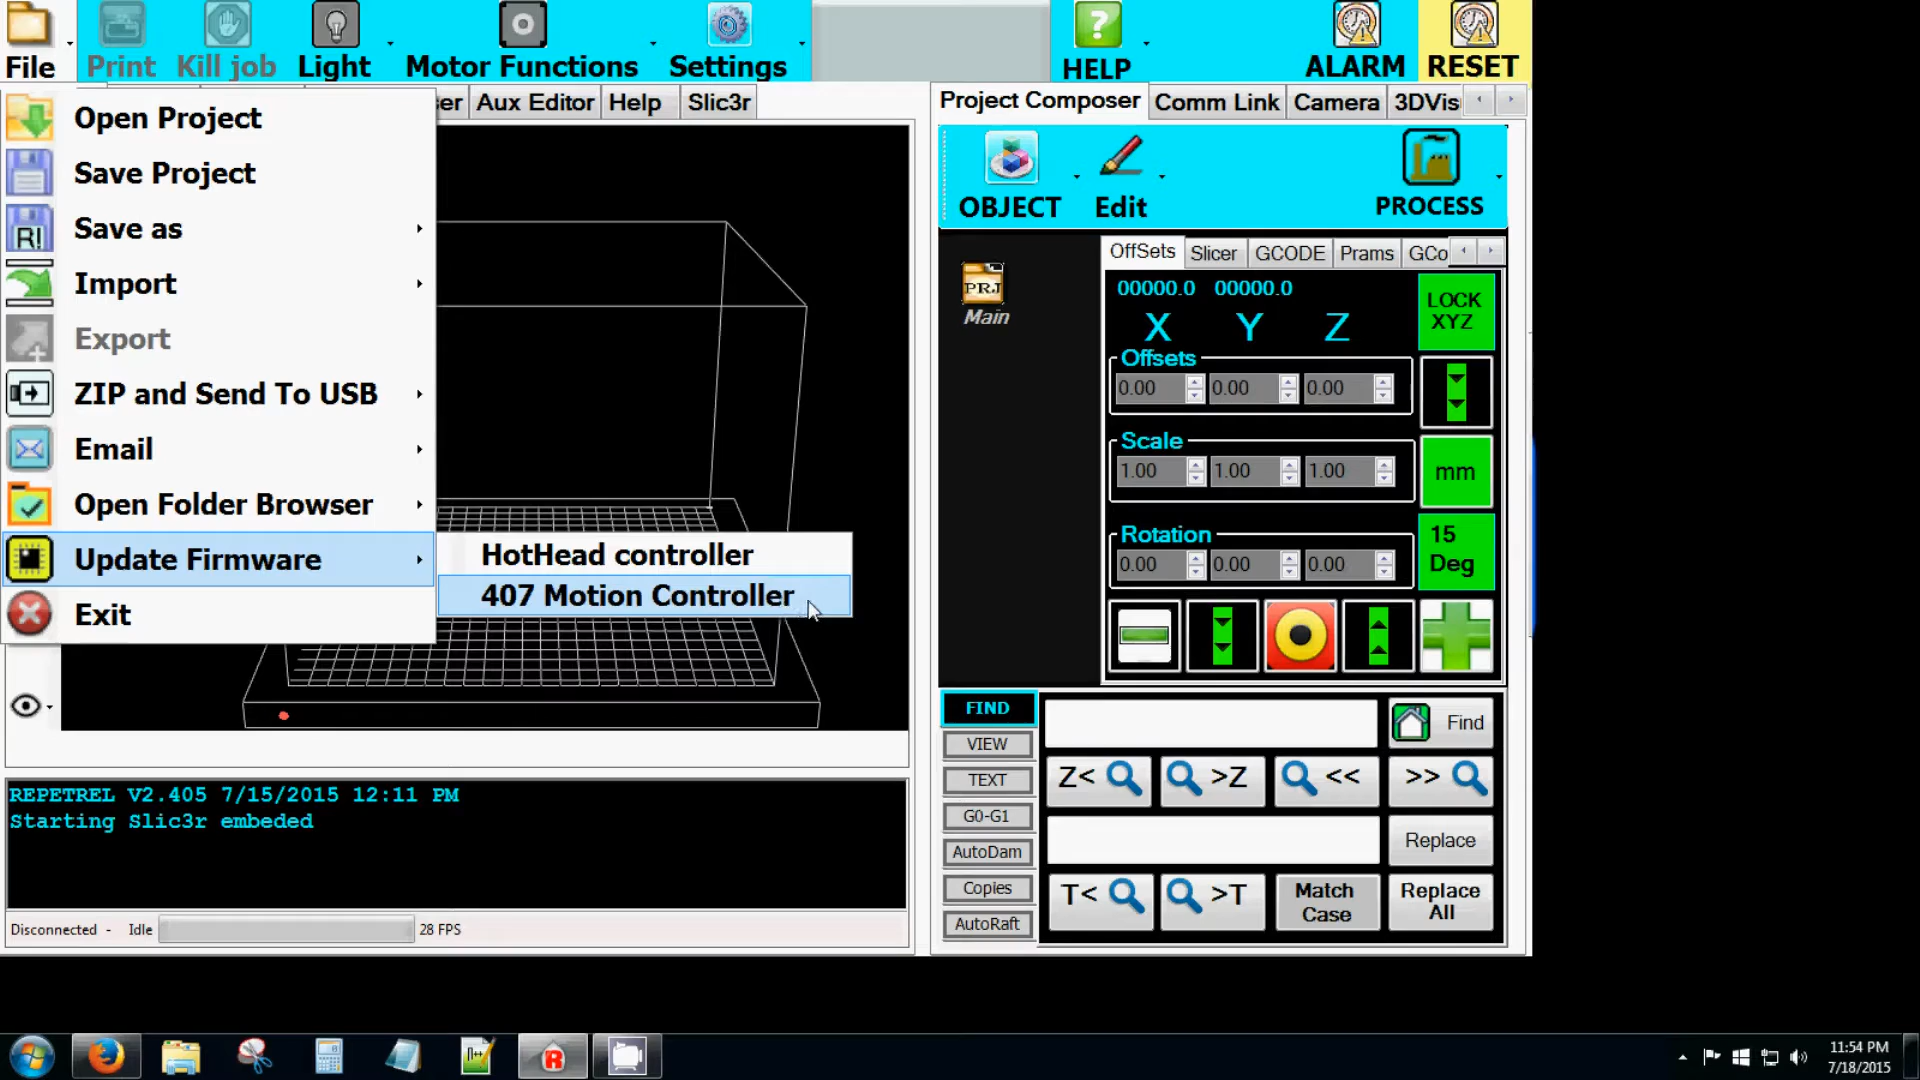 File
Print
Kill job
Light
Motor Functions
Settings
HELP
ALARM
RESET
Open Project
Save Project
Save as
R!
Import
Export
ZIP and Send To USB
Email
Open Folder Browser
Update Firmware
Exit
HotHead controller
407 Motion Controller
er
Aux Editor
Help
Slic3r
Project Composer
Comm Link
Camera
3DVis
OBJECT
Edit
PROCESS
PRJ
Main
OffSets
Slicer
GCODE
Prams
GCo
00000.0 00000.0
X Y Z
LOCK
XYZ
Offsets
0.00 0.00 0.00
Scale
1.00 1.00 1.00
mm
Rotation
0.00 0.00 0.00
15
Deg
FIND
VIEW
TEXT
G0-G1
AutoDam
Copies
AutoRaft
Find
Z<
>Z
<<
>>
Replace
T<
>T
Match
Case
Replace
All
REPETREL V2.405 7/15/2015 12:11 PM
Starting Slic3r embeded
Disconnected - Idle 28 FPS
11:54 PM
7/18/2015